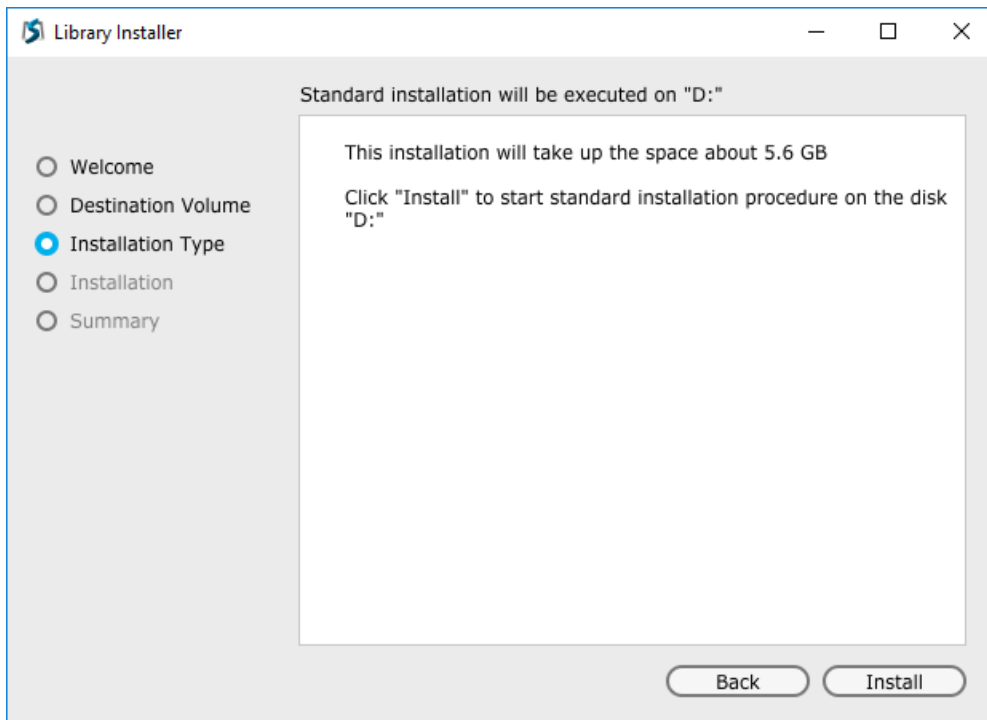 Library Installer
Standard installation will be executed on "D:"
Welcome
Destination Volume
Installation Type
Installation
Summary
This installation will take up the space about 5.6 GB
Click "Install" to start standard installation procedure on the disk
"D:"
Back
Install